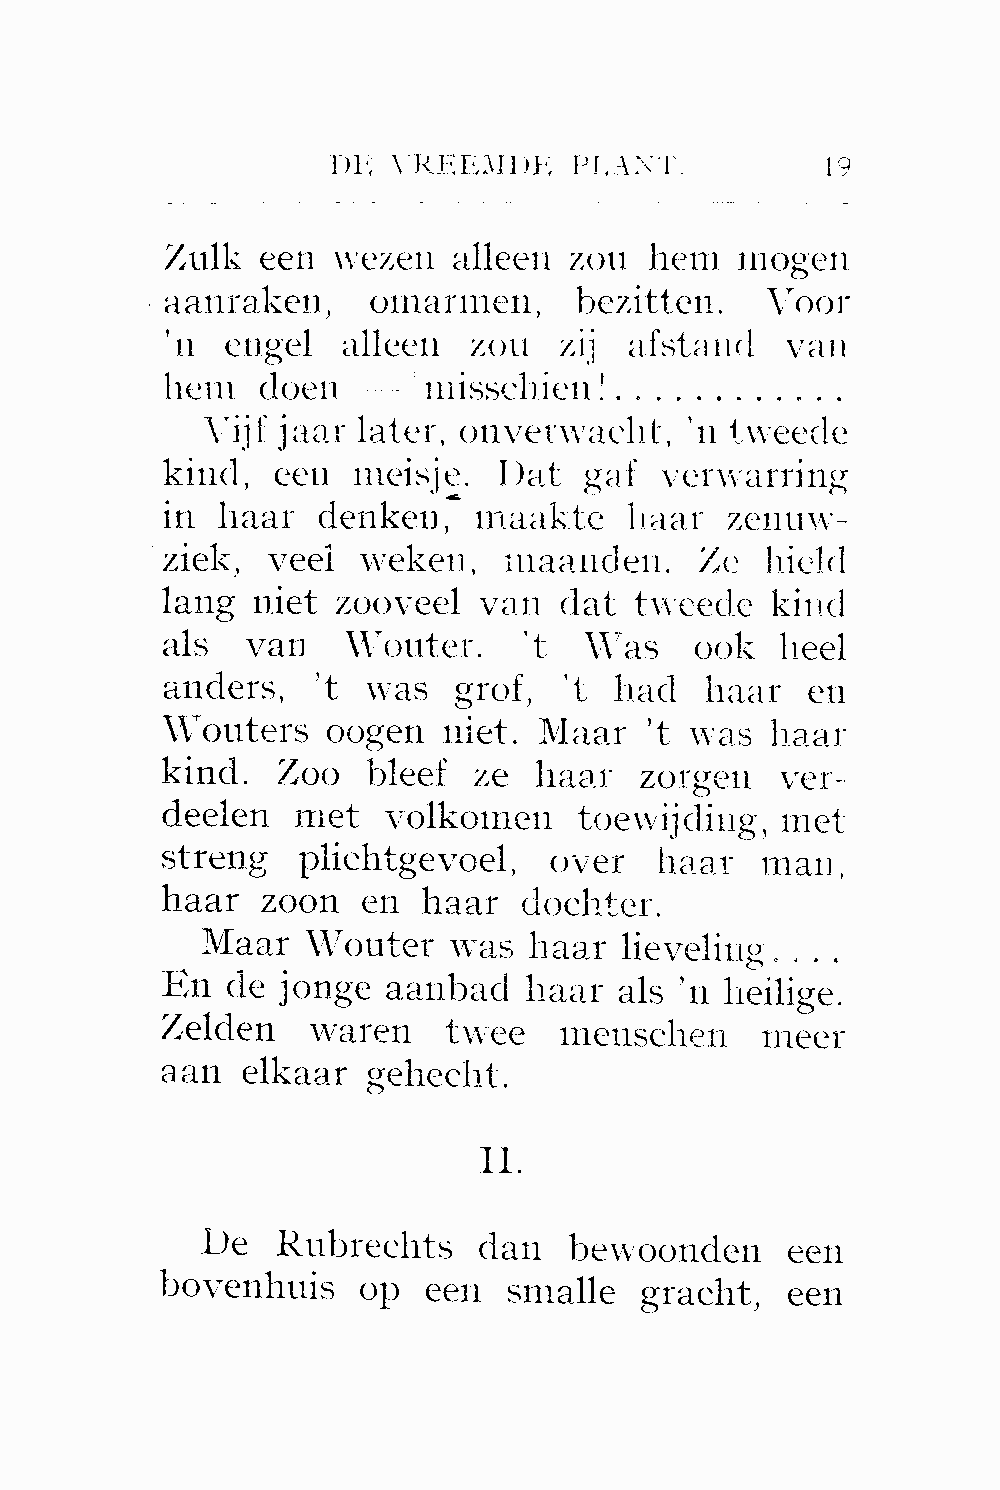 DE VREEMDE PLANT. 19
Zulk een wezen alleen zou hem mogen
aanraken, omarmen, bezitten. Voor
'n engel alleen zou zij afstand van
hem doen — misschien!............
Vijf jaar later, onverwacht, 'n tweede
kind, een meisje. Dat gaf verwarring
in haar denken, maakte haar zenuw-
ziek, veel weken, maanden. Ze hield
lang niet zooveel van dat tweede kind
als van Wouter. 't Was ook heel
anders, 't was grof, 't had haar en
Wouters oogen niet. Maar 't was haar
kind. Zoo bleef ze haar zorgen ver-
deelen met volkomen toewijding, met
streng plichtgevoel, over haar man,
haar zoon en haar dochter.
Maar Wouter was haar lieveling....
En de jonge aanbad haar als 'n heilige.
Zelden waren twee menschen meer
aan elkaar gehecht.
II.
De Rubrechts dan bewoonden een
bovenhuis op een smalle gracht, een